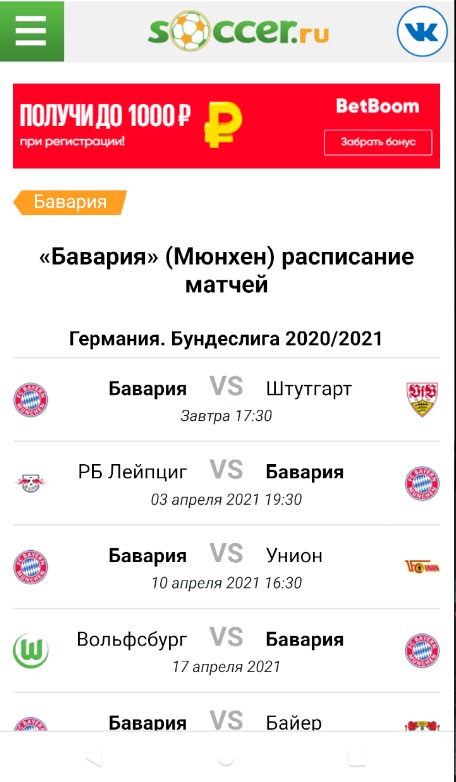 soccer.ru
ПОЛУЧИ ДО 1000 ₽
при регистрации!
BetBoom
Забрать бонус
Бавария
«Бавария» (Мюнхен) расписание
матчей
Германия. Бундеслига 2020/2021
Бавария VS Штутгарт
Завтра 17:30
РБ Лейпциг VS Бавария
03 апреля 2021 19:30
Бавария VS Унион
10 апреля 2021 16:30
Вольфсбург VS Бавария
17 апреля 2021
Бавария VS Байер